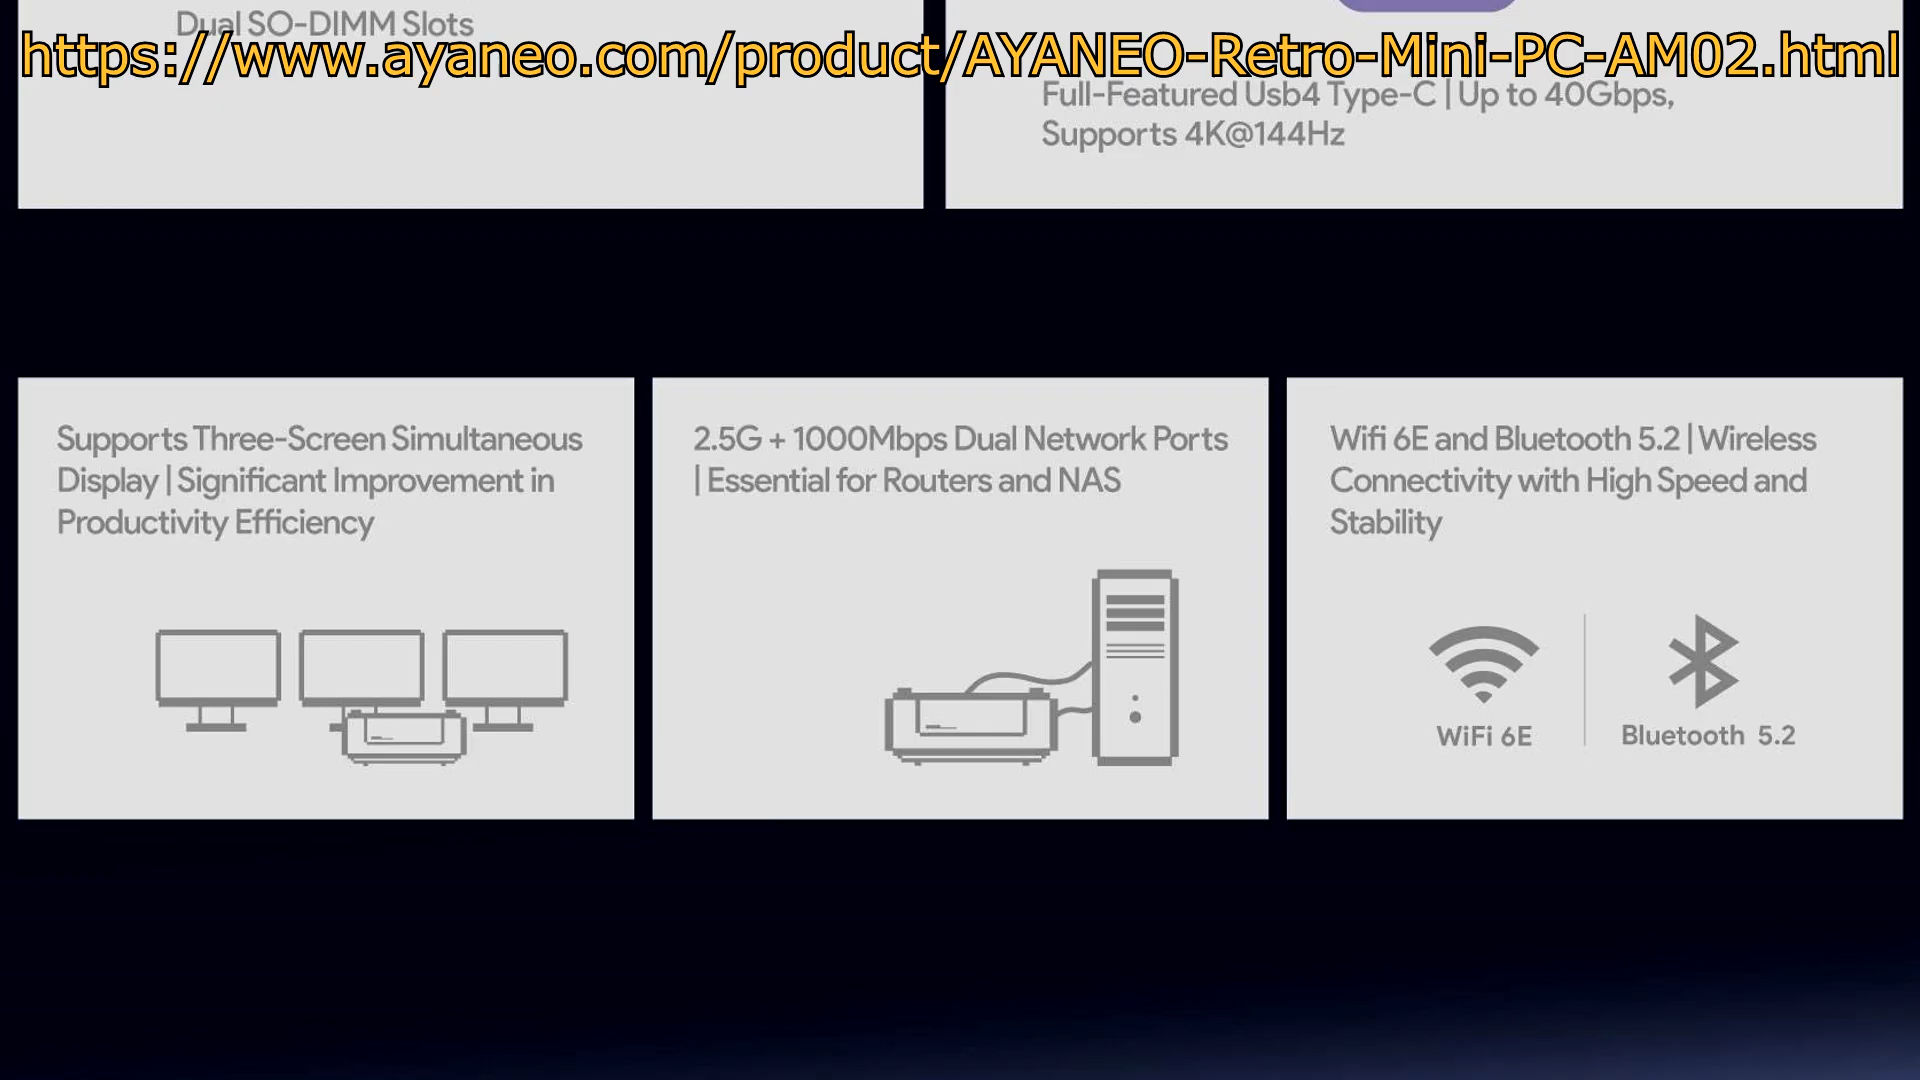 Dual SO-DIMM Slots
https://www.ayaneo.com/product/AYANEO-Retro-Mini-PC-AM02.html
Full-Featured Usb4 Type-C | Up to 40Gbps,
Supports 4K@144Hz
Supports Three-Screen Simultaneous
Display | Significant Improvement in
Productivity Efficiency
2.5G + 1000Mbps Dual Network Ports
| Essential for Routers and NAS
Wifi 6E and Bluetooth 5.2 | Wireless
Connectivity with High Speed and
Stability
WiFi 6E
Bluetooth 5.2